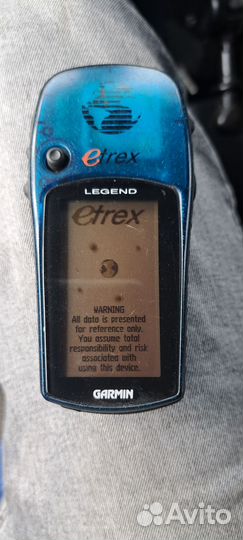 etrex
LEGEND
etrex
WARNING
All data is presented
for reference only.
You assume total
responsibility and risk
associated with
using this device.
GARMIN
Avito